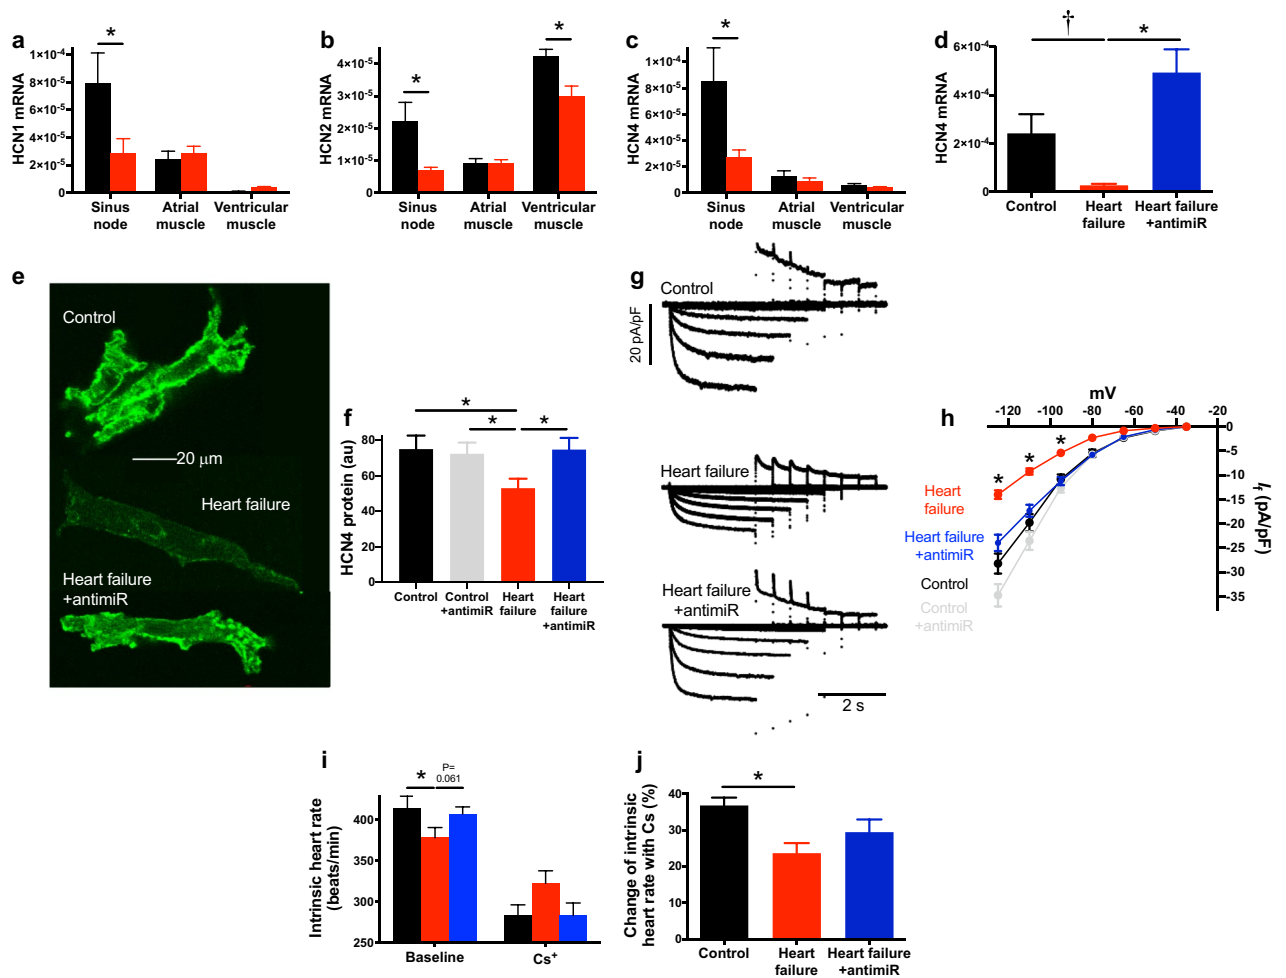 a
HCN1 mRNA
1×10⁻⁴
8×10⁻⁵
6×10⁻⁵
4×10⁻⁵
2×10⁻⁵
0
*
Sinus
node
Atrial
muscle
Ventricular
muscle
b
HCN2 mRNA
4×10⁻⁵
3×10⁻⁵
2×10⁻⁵
1×10⁻⁵
0
*
*
Sinus
node
Atrial
muscle
Ventricular
muscle
c
HCN4 mRNA
1×10⁻⁴
8×10⁻⁵
6×10⁻⁵
4×10⁻⁵
2×10⁻⁵
0
*
Sinus
node
Atrial
muscle
Ventricular
muscle
d
HCN4 mRNA
6×10⁻⁴
4×10⁻⁴
2×10⁻⁴
0
†
*
Control
Heart
failure
Heart failure
+antimiR
e
Control
20 μm
Heart failure
Heart failure
+antimiR
f
HCN4 protein (au)
80
60
40
20
0
*
*
*
Control
Control
+antimiR
Heart
failure
Heart
failure
+antimiR
g
Control
20 pA/pF
Heart failure
Heart failure
+antimiR
2 s
h
mV
-120
-100
-80
-60
-40
-20
0
-5
-10
-15
-20
-25
-30
-35
I_f (pA/pF)
*
*
*
Heart
failure
Heart failure
+antimiR
Control
Control
+antimiR
i
Intrinsic heart rate
(beats/min)
400
350
300
250
*
P=
0.061
Baseline
Cs⁺
j
Change of intrinsic
heart rate with Cs (%)
40
30
20
10
0
*
Control
Heart
failure
Heart failure
+antimiR